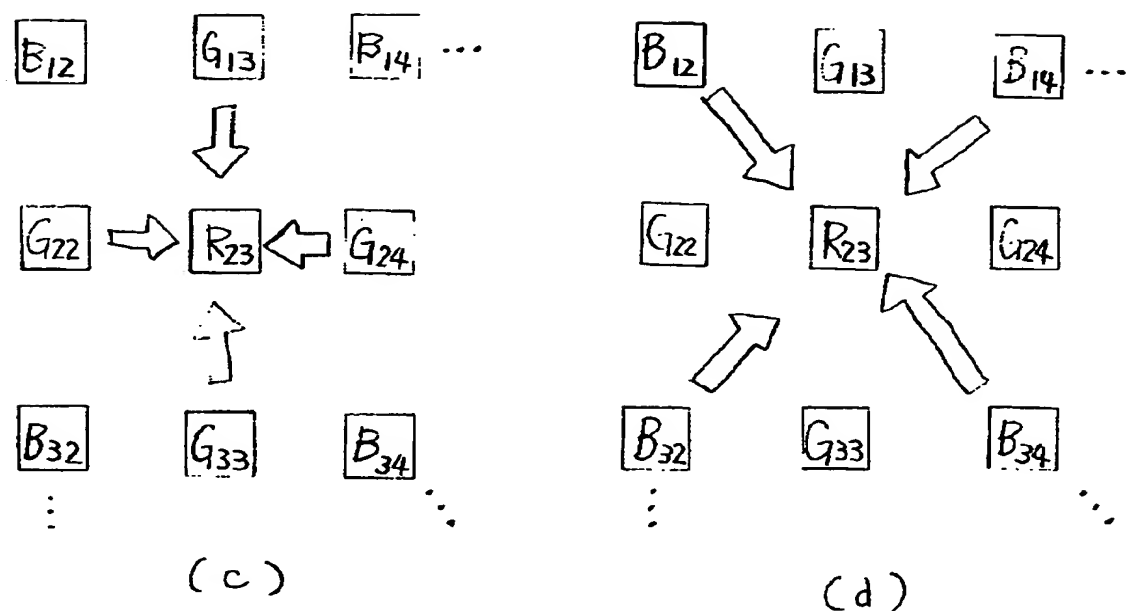 B12 G13 B14 ...
G22 R23 G24
B32 G33 B34
(c)
B12 G13 B14 ...
G22 R23 G24
B32 G33 B34
(d)